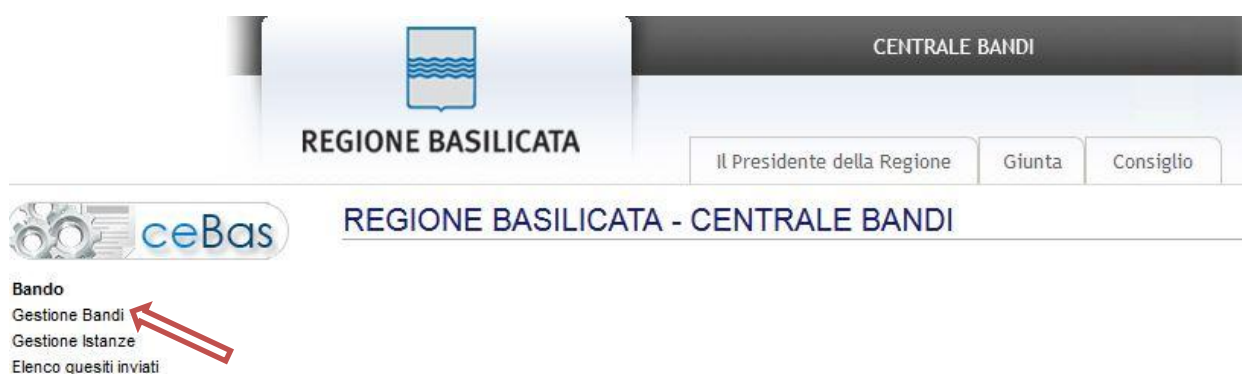 CENTRALE BANDI
REGIONE BASILICATA
Il Presidente della Regione
Giunta
Consiglio
ceBas
REGIONE BASILICATA - CENTRALE BANDI
Bando
Gestione Bandi
Gestione Istanze
Elenco quesiti inviati